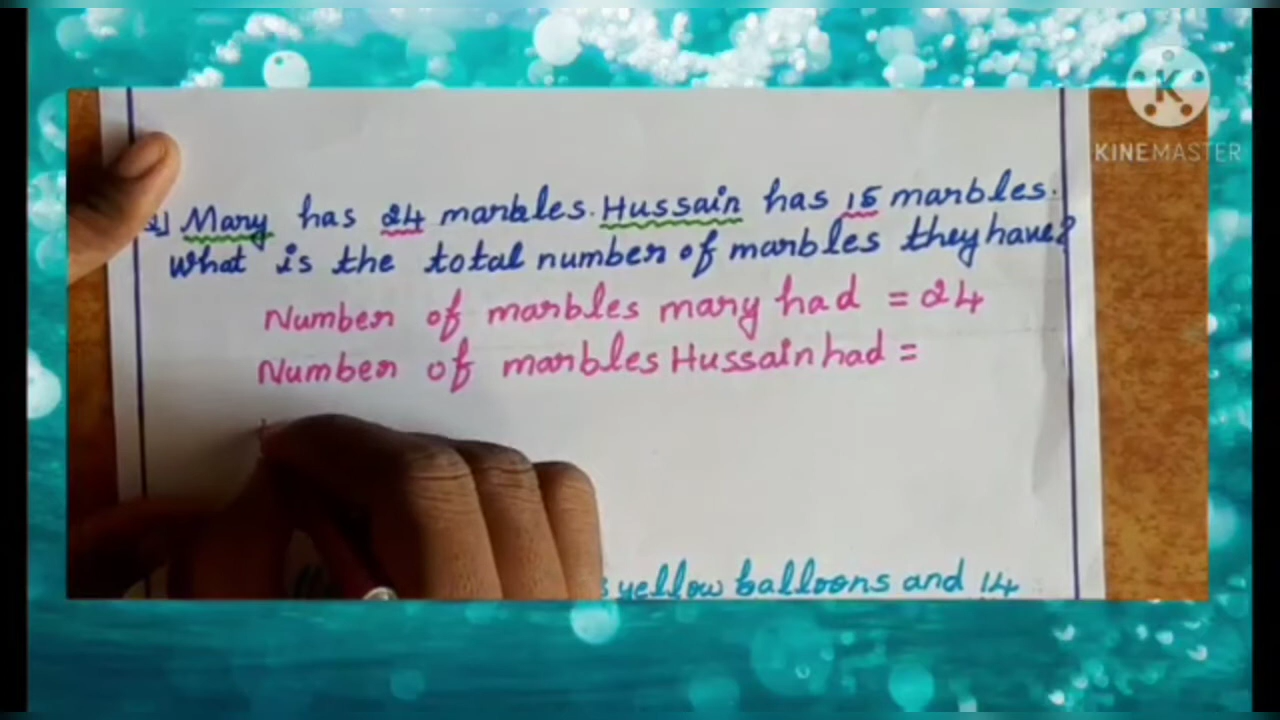 K
KINEMASTER
Mary has 24 marbles. Hussain has 15 marbles.
What is the total number of marbles they have?
Number of marbles mary had = 24
Number of marbles Hussain had =
yellow balloons and 14